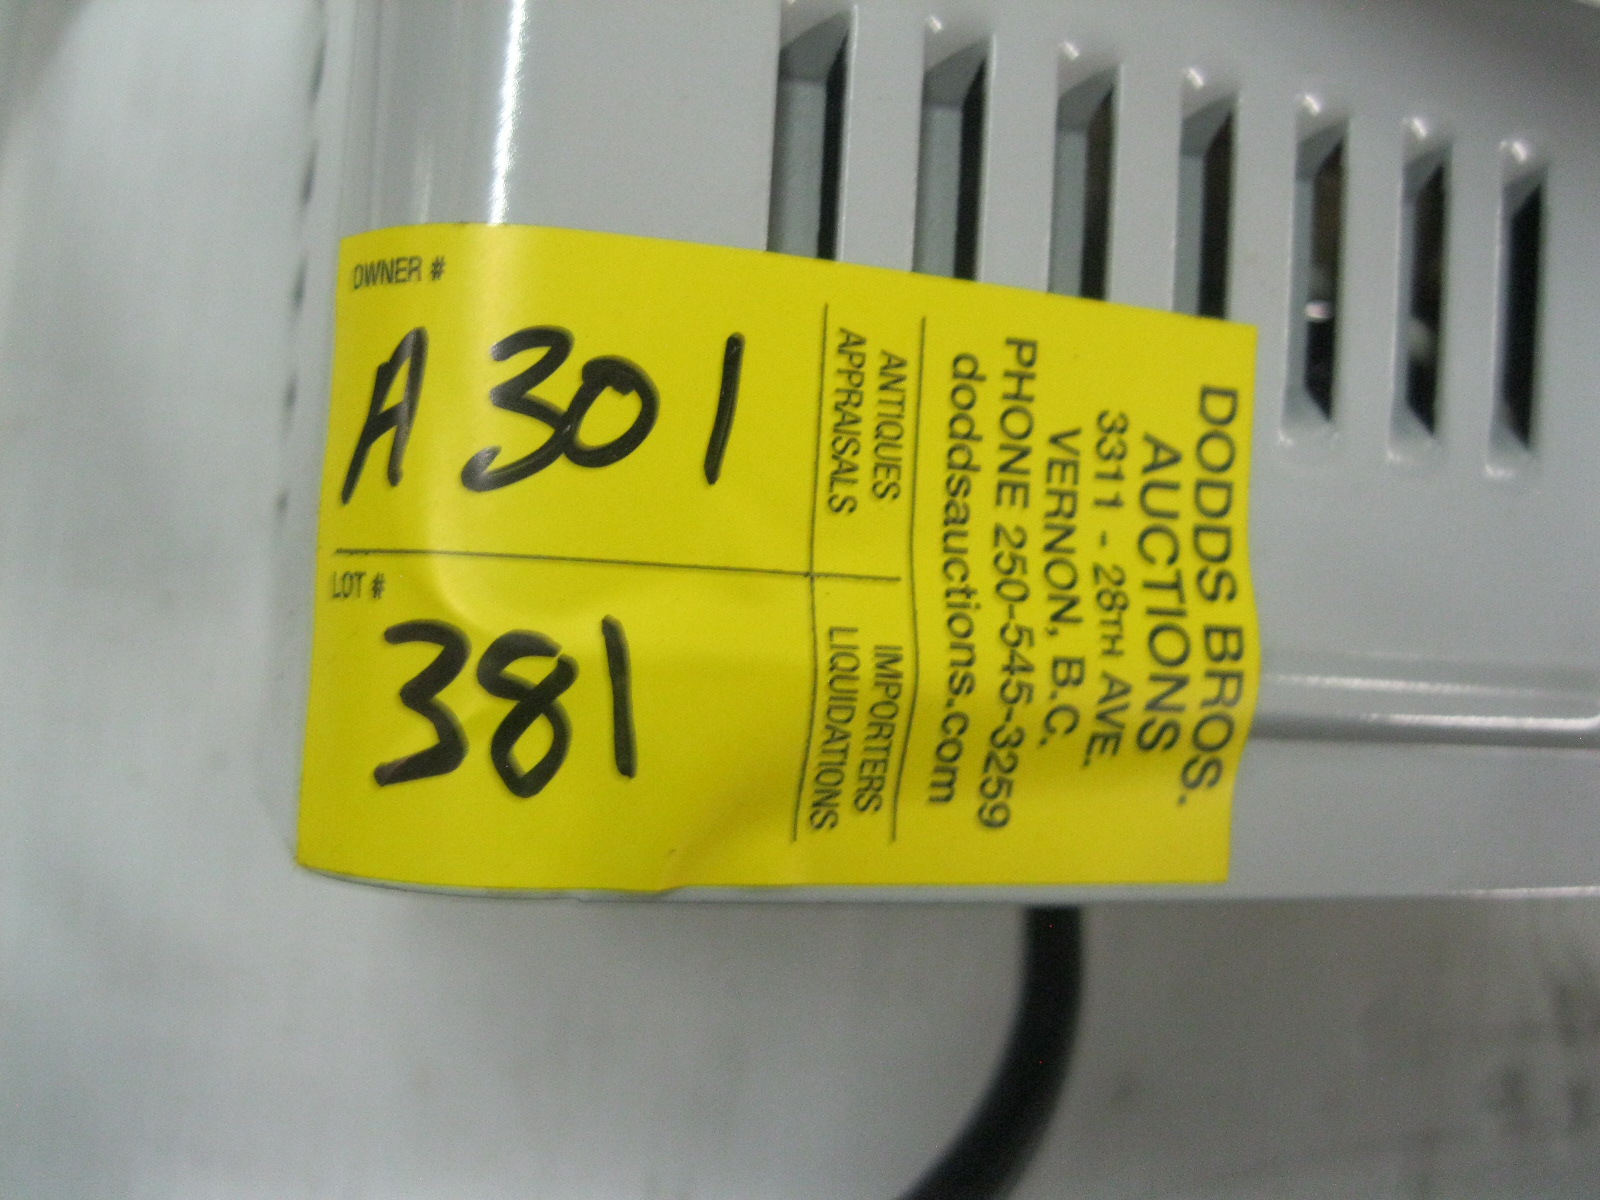 OWNER #
A 301
LOT #
381
DODDS BROS.
AUCTIONS
3311 - 28TH AVE.
VERNON, B.C.
PHONE 250-545-3259
doddsauctions.com
ANTIQUES
APPRAISALS
IMPORTERS
LIQUIDATIONS